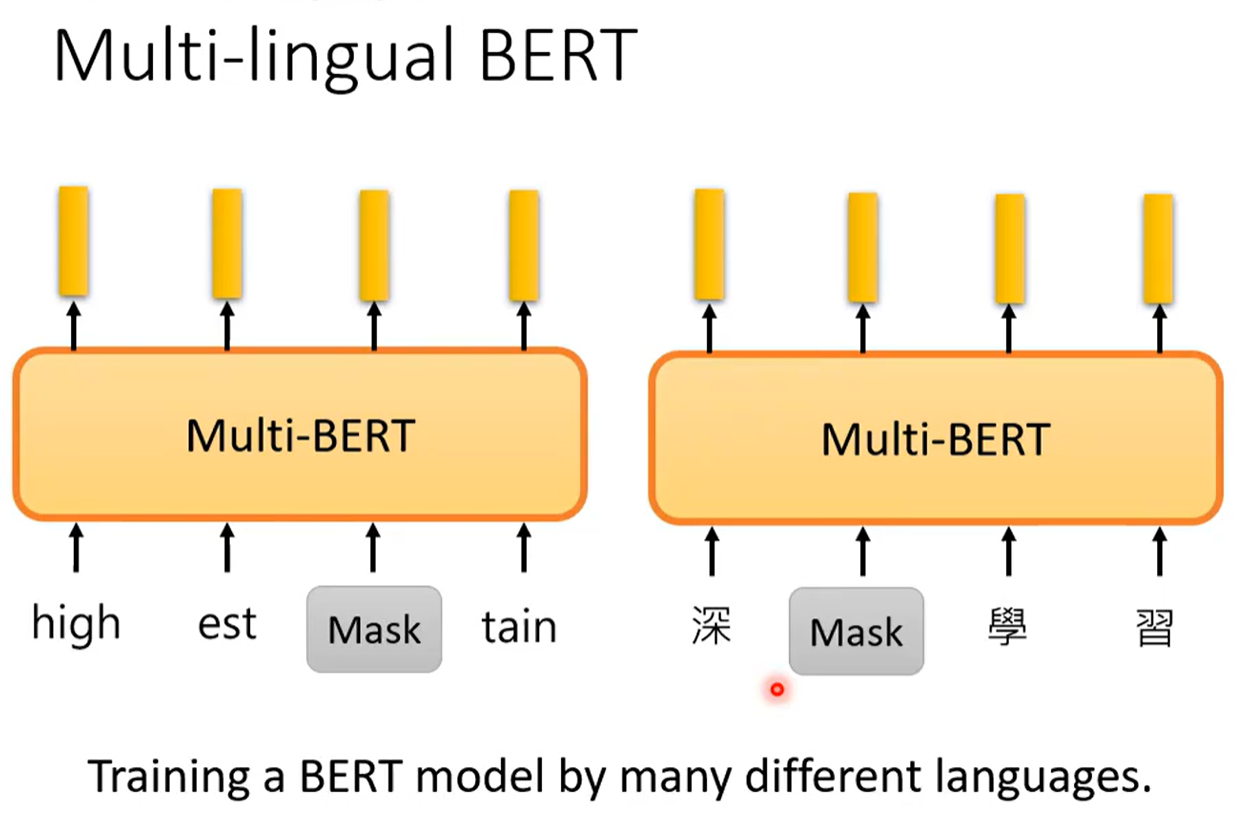 Multi-lingual BERT
Multi-BERT
Multi-BERT
high est Mask tain
深 Mask 學 習
Training a BERT model by many different languages.